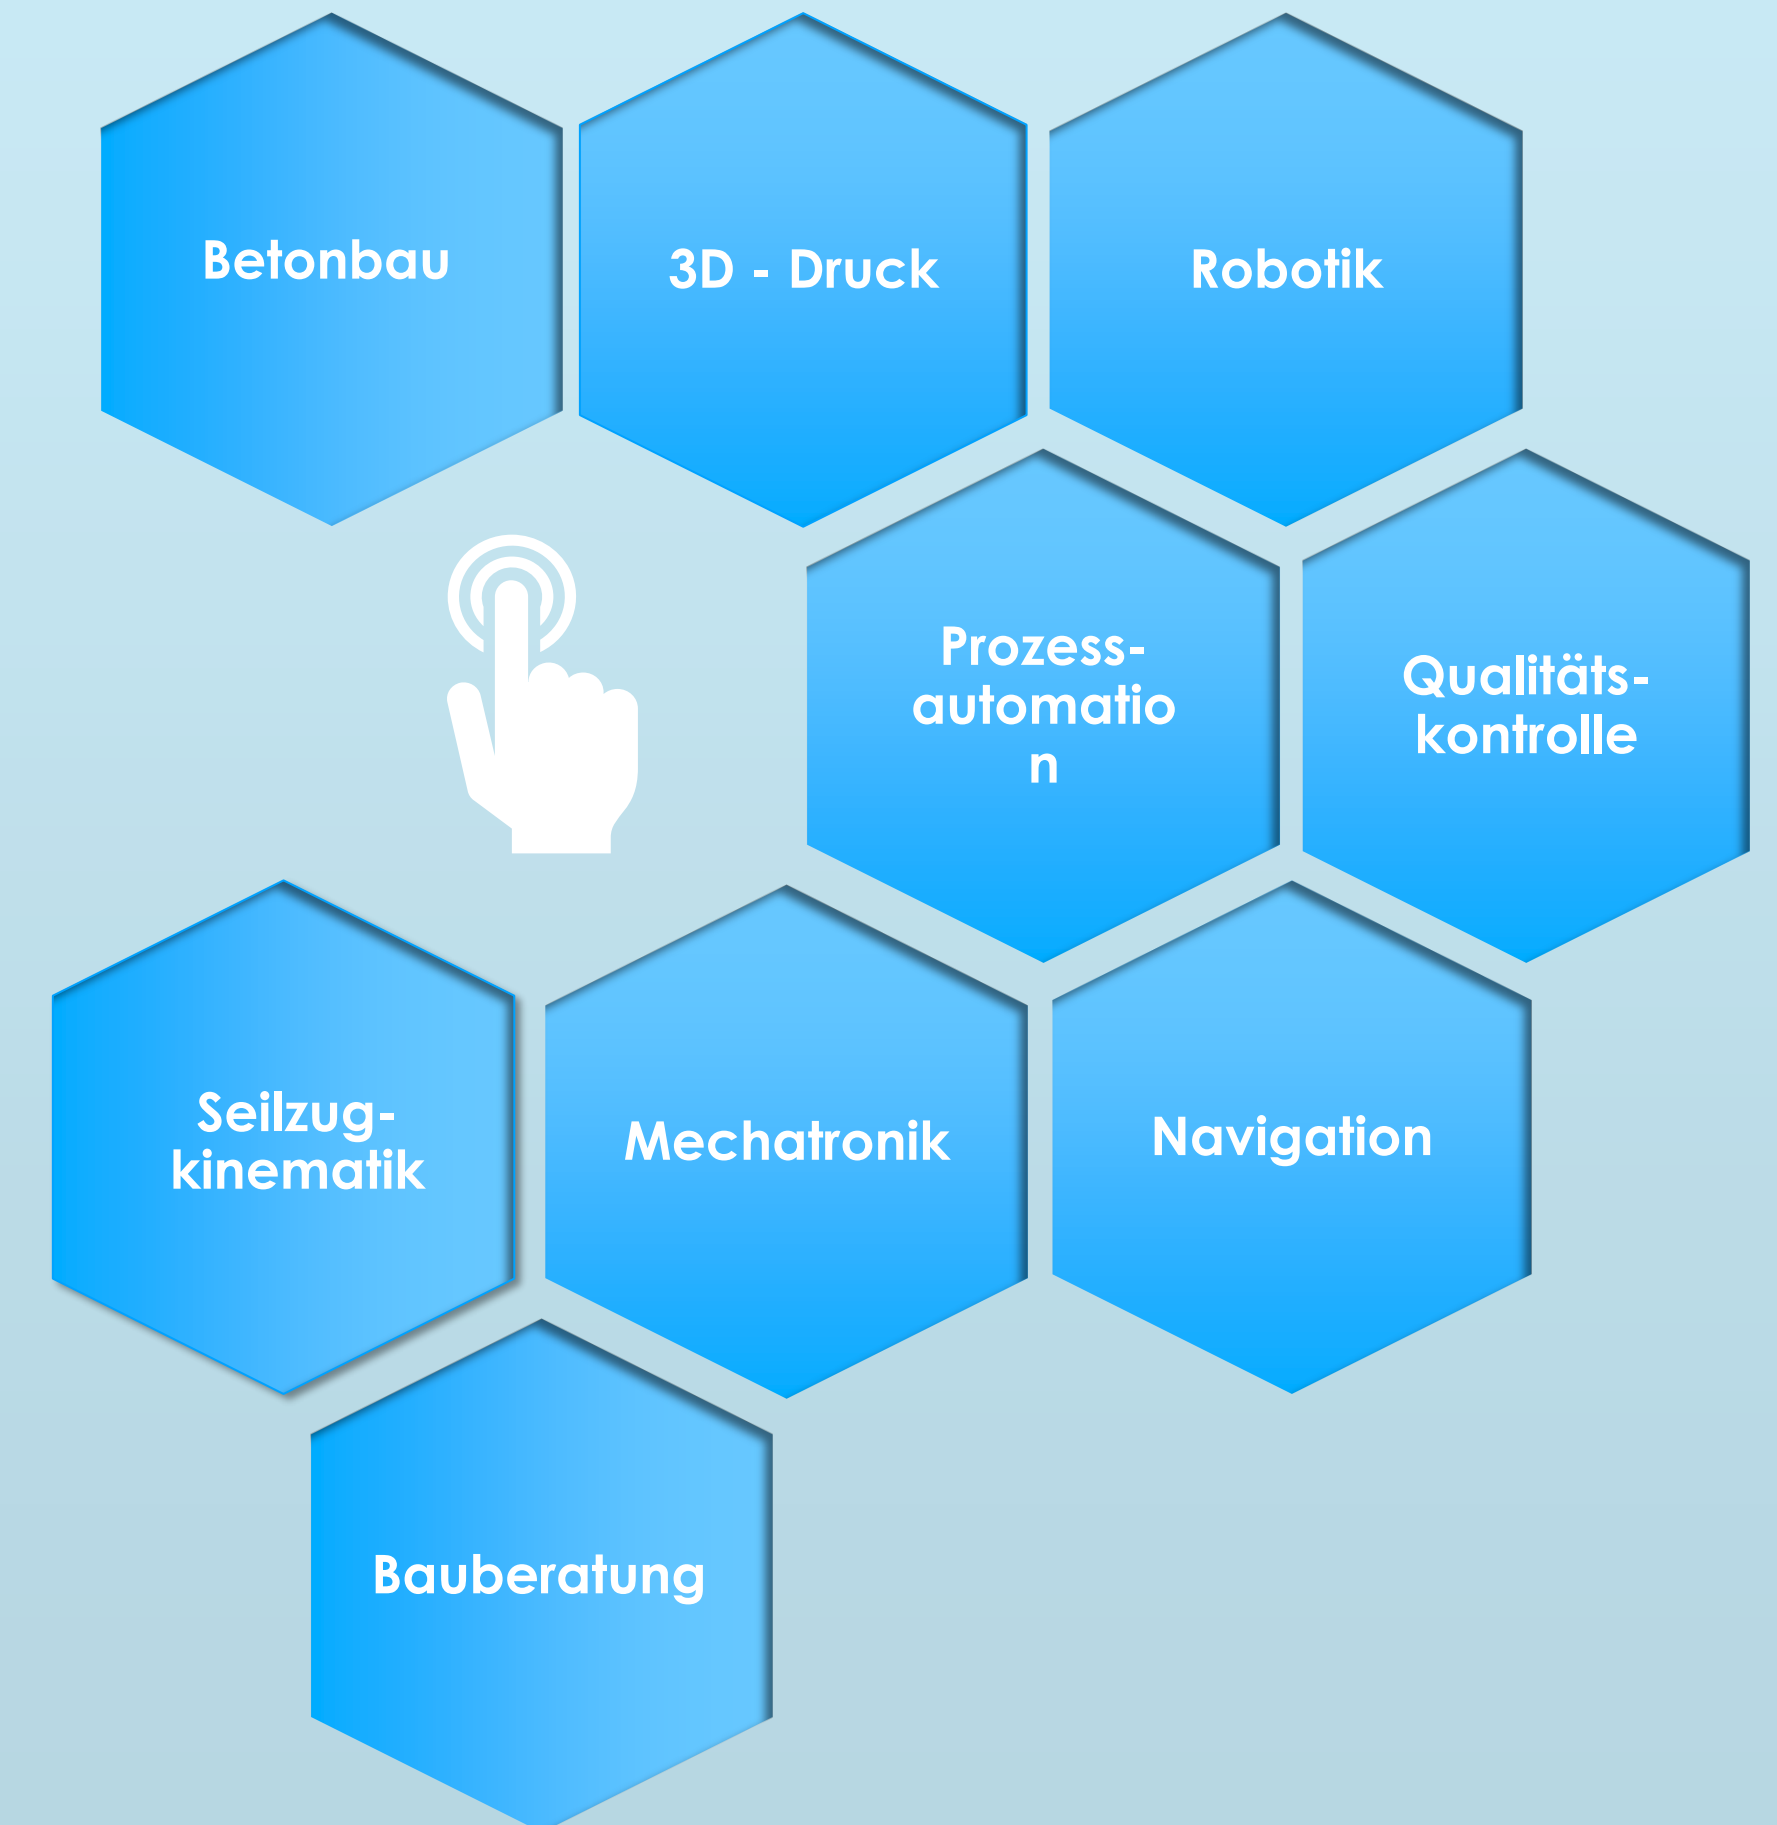 Betonbau
3D - Druck
Robotik
Prozess-
automatio
n
Qualitäts-
kontrolle
Seilzug-
kinematik
Mechatronik
Navigation
Bauberatung